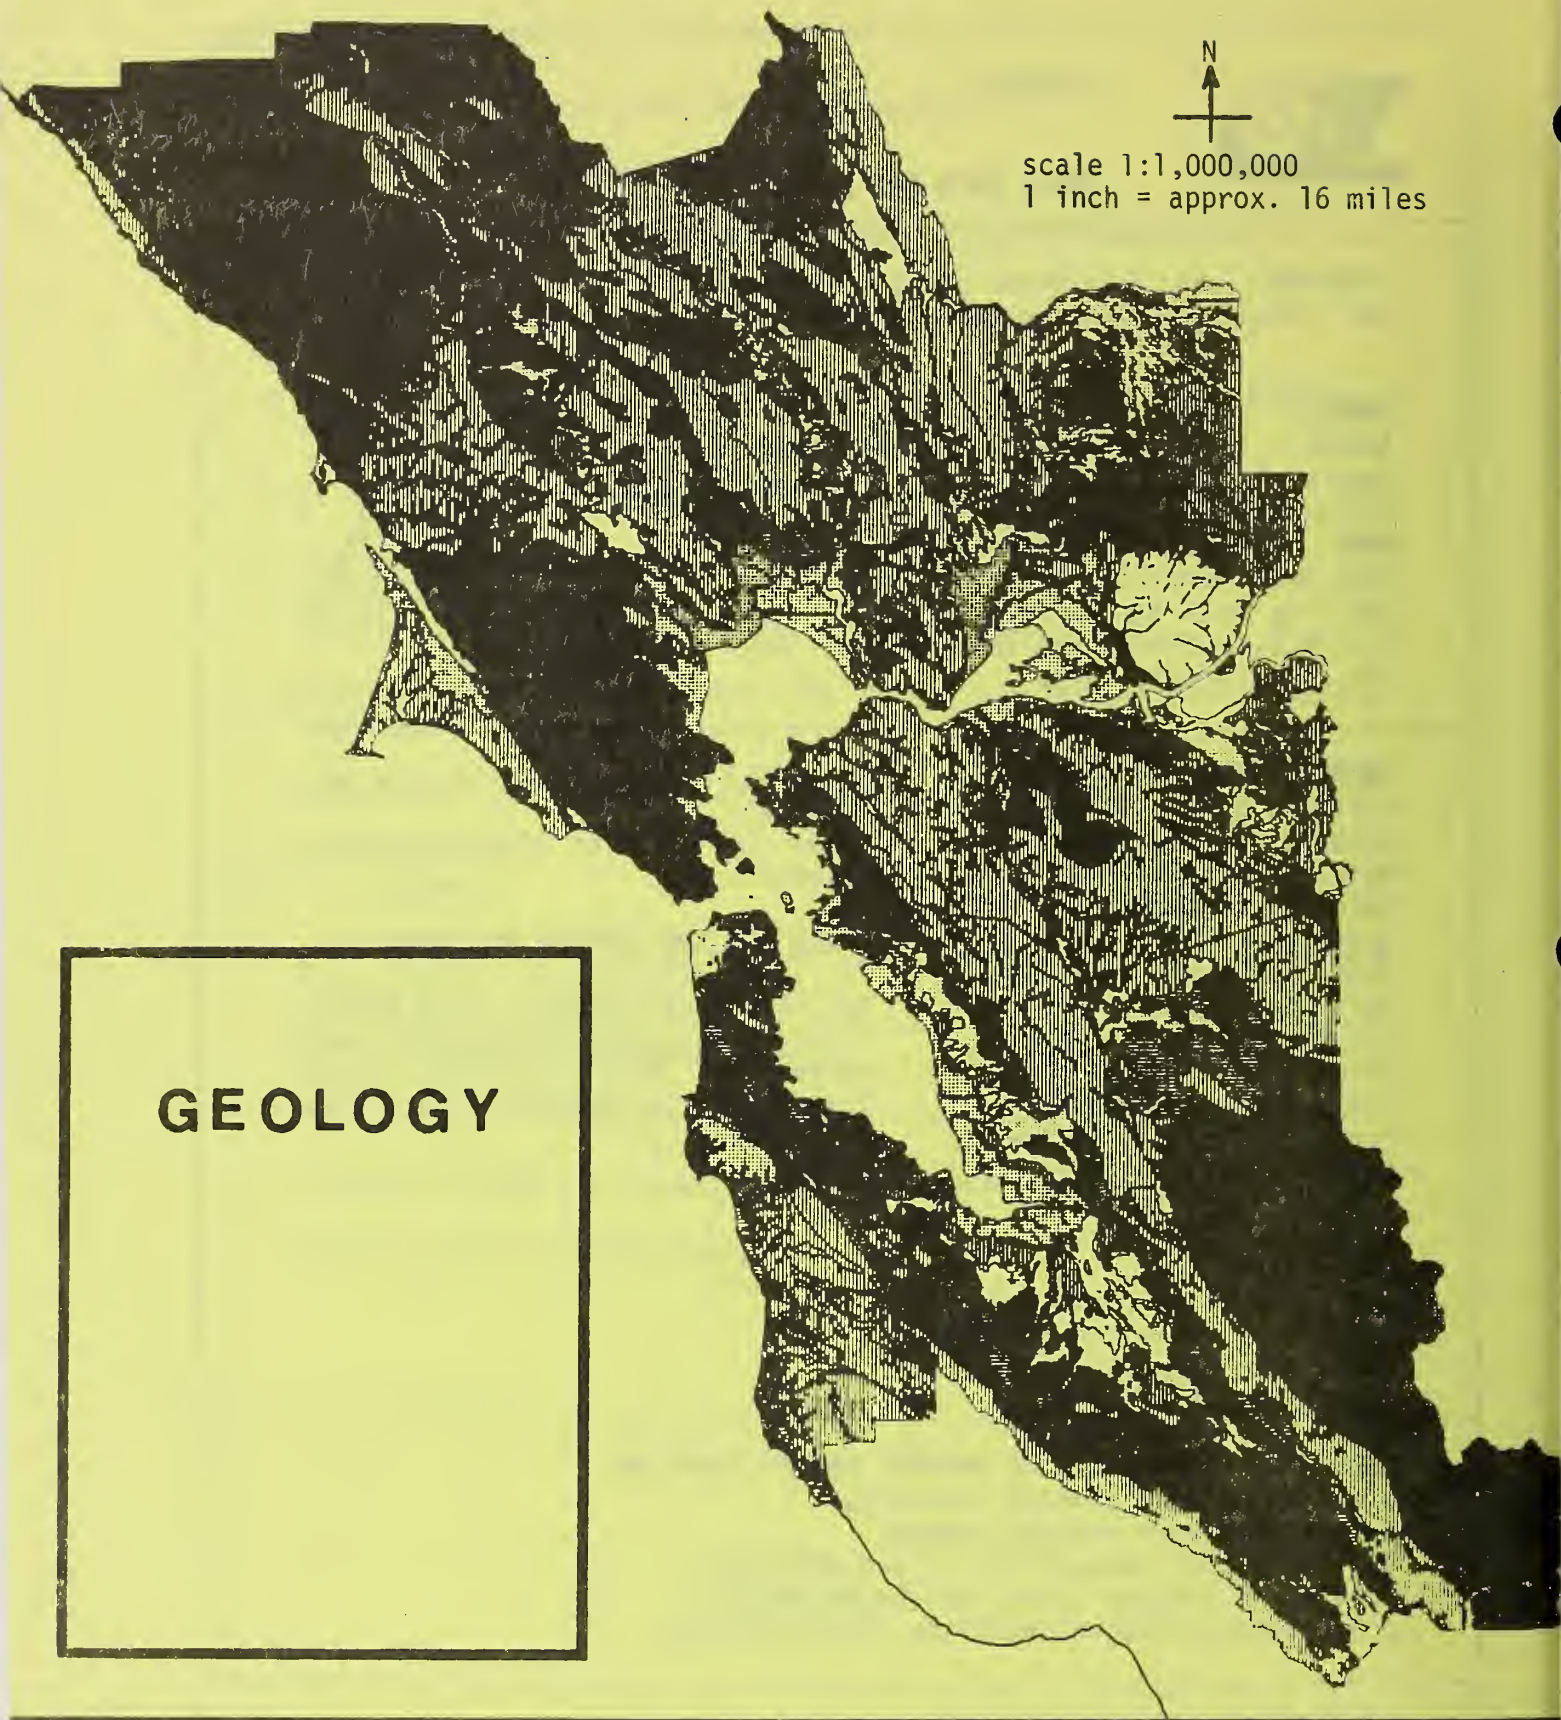 N
scale 1:1,000,000
1 inch = approx. 16 miles
GEOLOGY